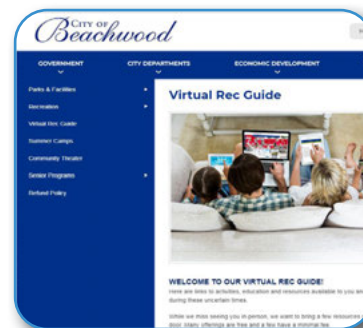 CITY OF
Beachwood
GOVERNMENT
CITY DEPARTMENTS
ECONOMIC DEVELOPMENT
Parks & Facilities
Recreation
Virtual Rec Guide
Summer Camps
Community Theater
Senior Programs
Refund Policy
Virtual Rec Guide
WELCOME TO OUR VIRTUAL REC GUIDE!
Here are links to activities, education and resources available to you and
during these uncertain times.
While we miss seeing you in-person, we want to bring a few resources
door. Many offerings are free and a few have a minimal fee